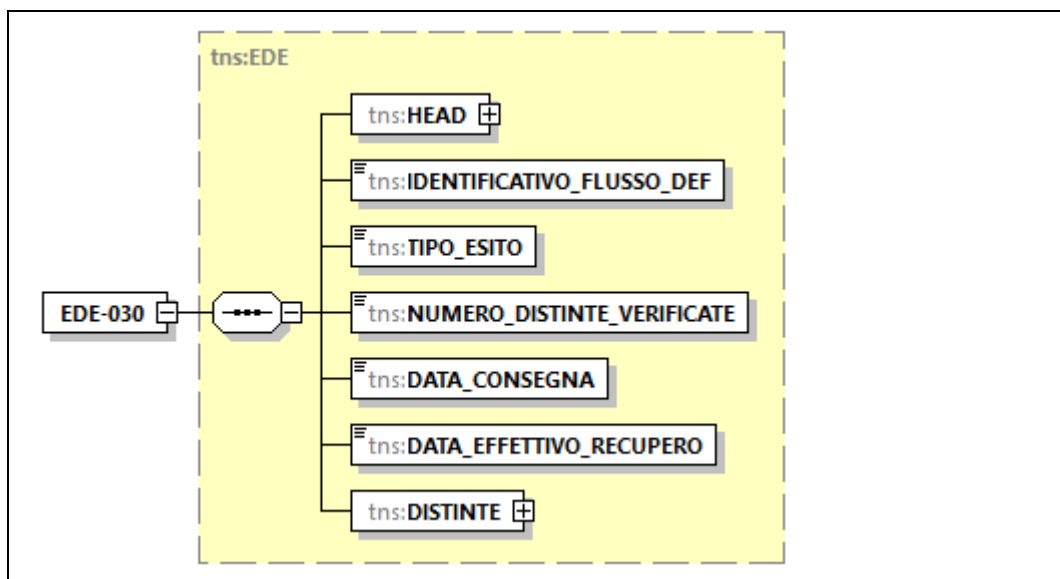 tns:EDE
tns:HEAD
tns:IDENTIFICATIVO_FLUSSO_DEF
tns:TIPO_ESITO
EDE-030
tns:NUMERO_DISTINTE_VERIFICATE
tns:DATA_CONSEGNA
tns:DATA_EFFETTIVO_RECUPERO
tns:DISTINTE